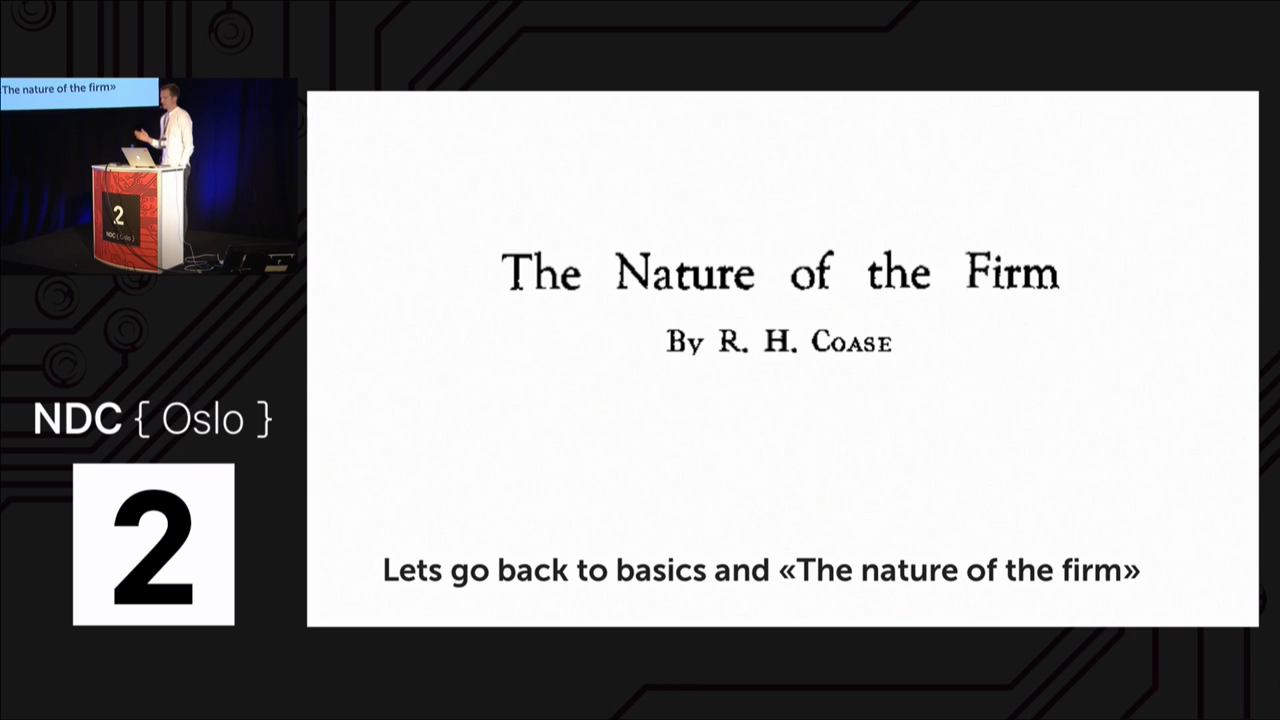 The nature of the firm»
2
NDC { Oslo }
NDC { Oslo }
2
The Nature of the Firm
By R. H. COASE
Lets go back to basics and «The nature of the firm»